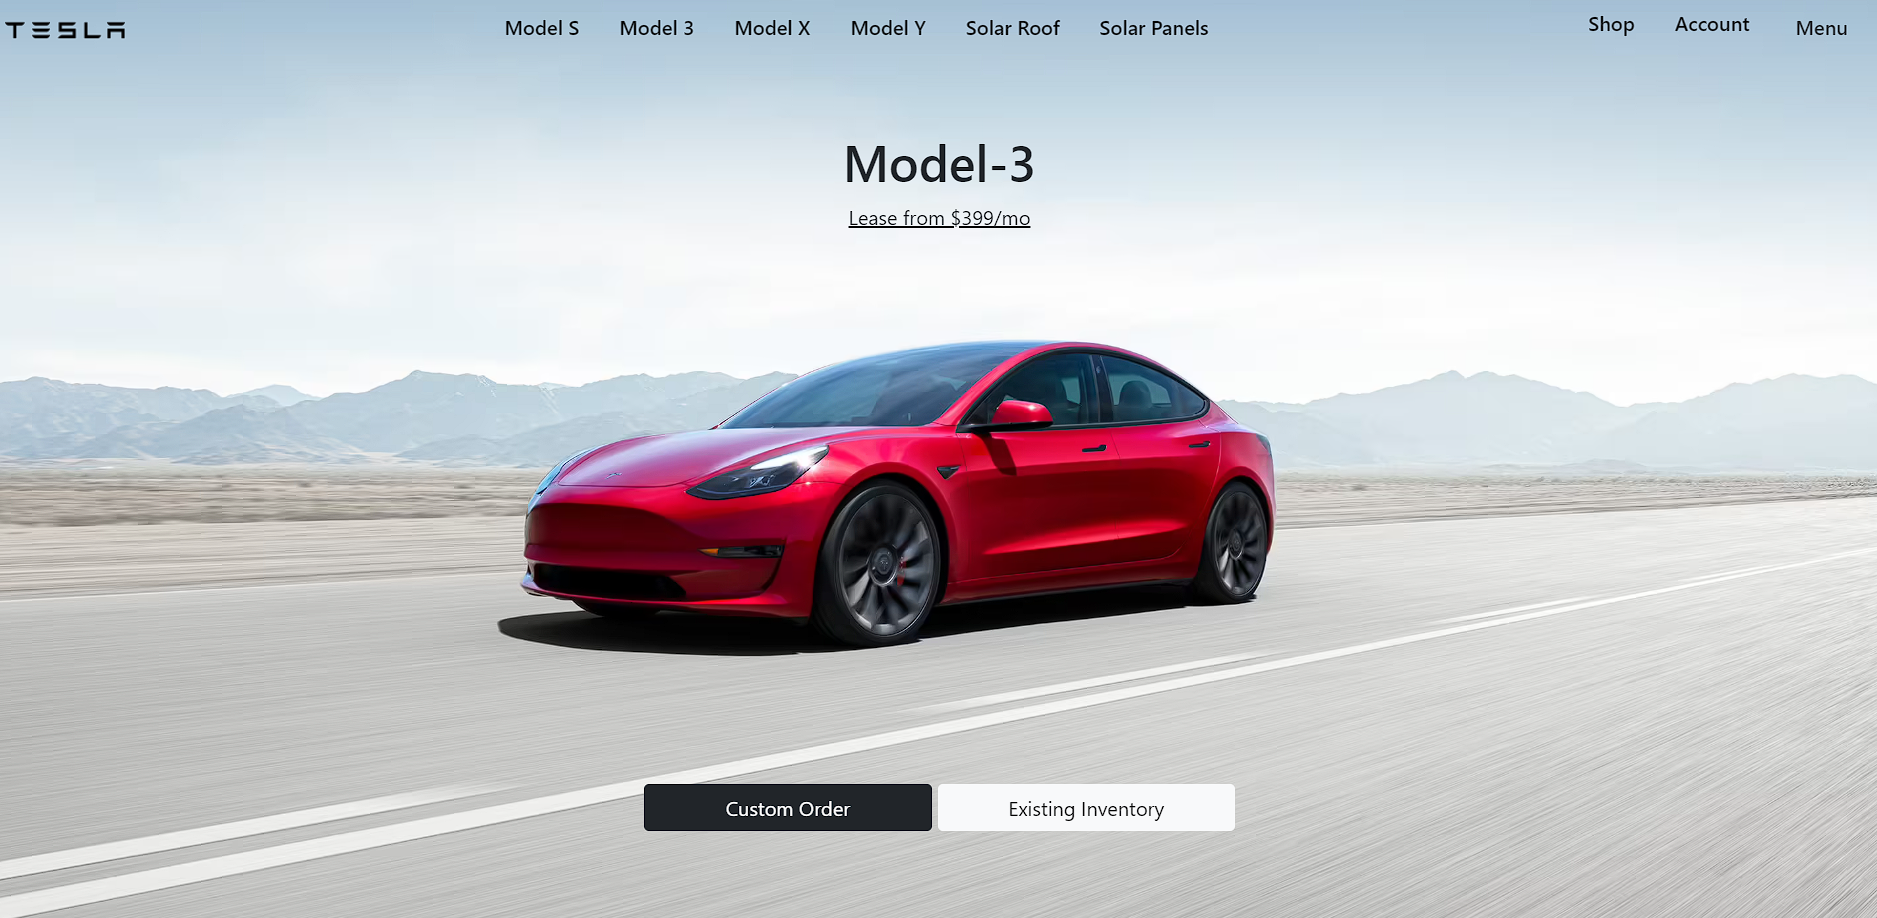 TESLA
Model S Model 3 Model X Model Y Solar Roof Solar Panels
Shop Account Menu
Model-3
Lease from $399/mo
Custom Order
Existing Inventory